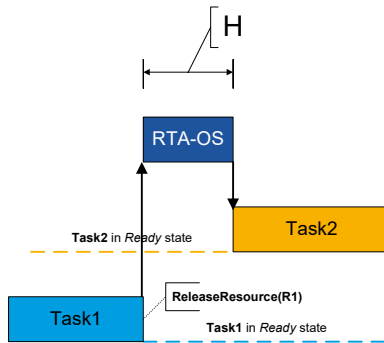 H
RTA-OS
Task2 in Ready state
Task2
ReleaseResource(R1)
Task1
Task1 in Ready state